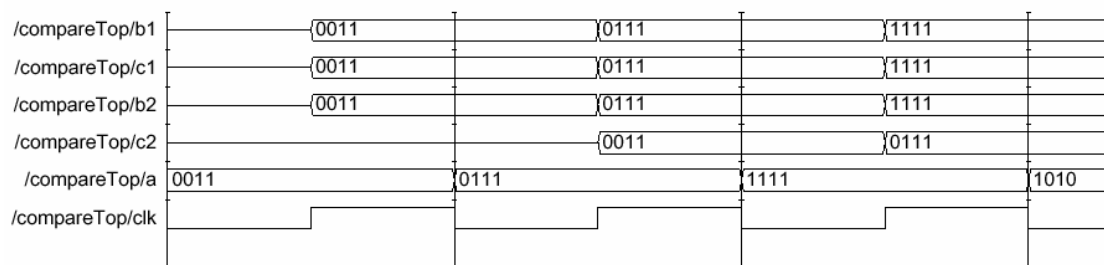 /compareTop/b1 0011 0111 1111
/compareTop/c1 0011 0111 1111
/compareTop/b2 0011 0111 1111
/compareTop/c2 0011 0111
/compareTop/a 0011 0111 1111 1010
/compareTop/clk